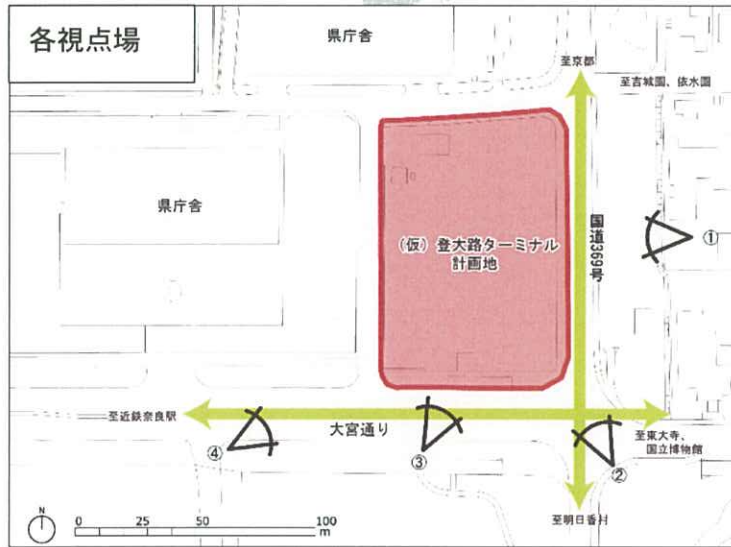 各視点場
県庁舎
至京都
至吉城園、依水園
県庁舎
国道369号
①
(仮) 登大路ターミナル
計画地
至近鉄奈良駅
大宮通り
④
③
②
至東大寺、
国立博物館
至明日香村
N
0 25 50 100
m